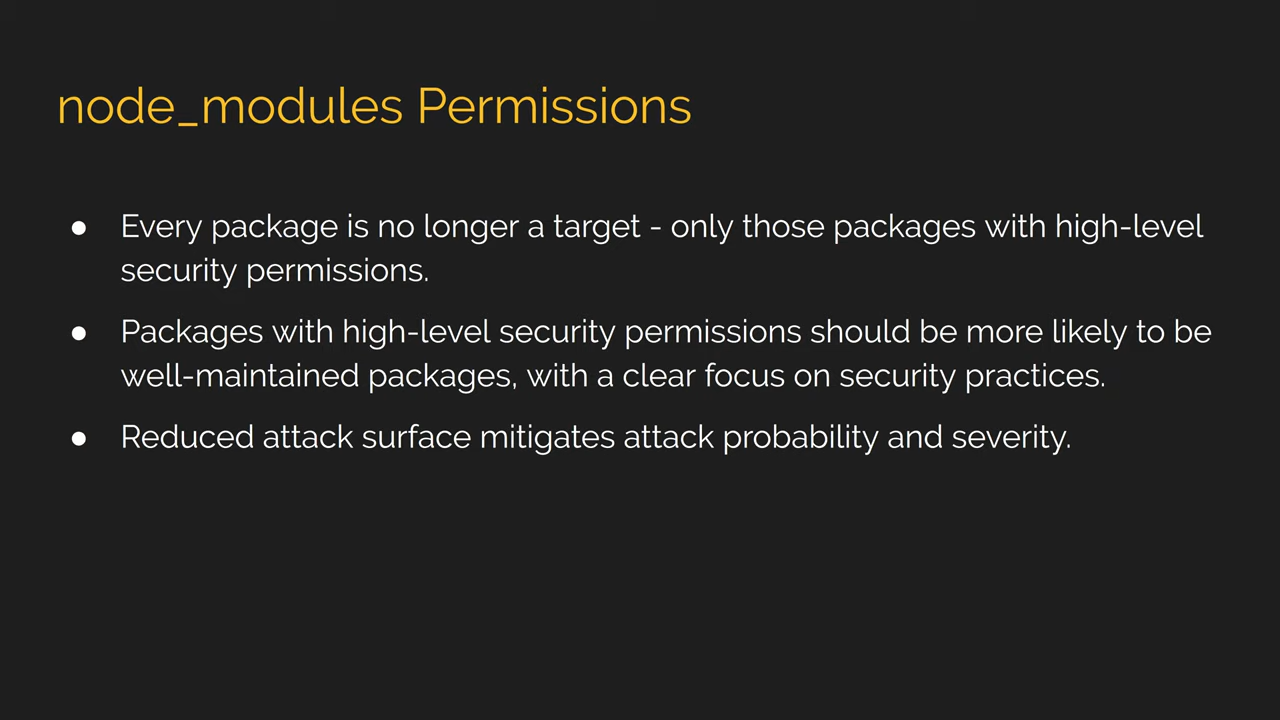 node_modules Permissions
● Every package is no longer a target - only those packages with high-level
security permissions.
● Packages with high-level security permissions should be more likely to be
well-maintained packages, with a clear focus on security practices.
● Reduced attack surface mitigates attack probability and severity.